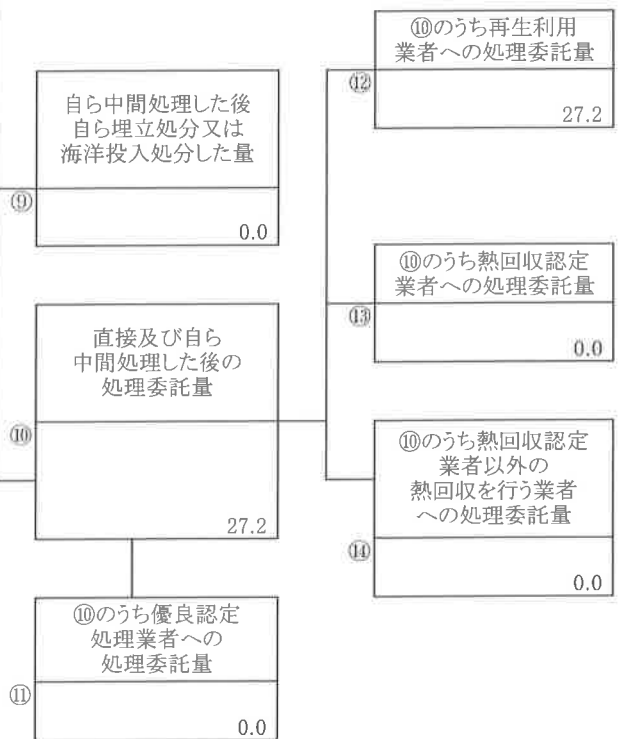 自ら中間処理した後
自ら埋立処分又は
海洋投入処分した量
⑨
0.0
直接及び自ら
中間処理した後の
処理委託量
⑩
27.2
⑩のうち優良認定
処理業者への
処理委託量
⑪
0.0
⑩のうち再生利用
業者への処理委託量
⑫
27.2
⑩のうち熱回収認定
業者への処理委託量
⑬
0.0
⑩のうち熱回収認定
業者以外の
熱回収を行う業者
への処理委託量
⑭
0.0